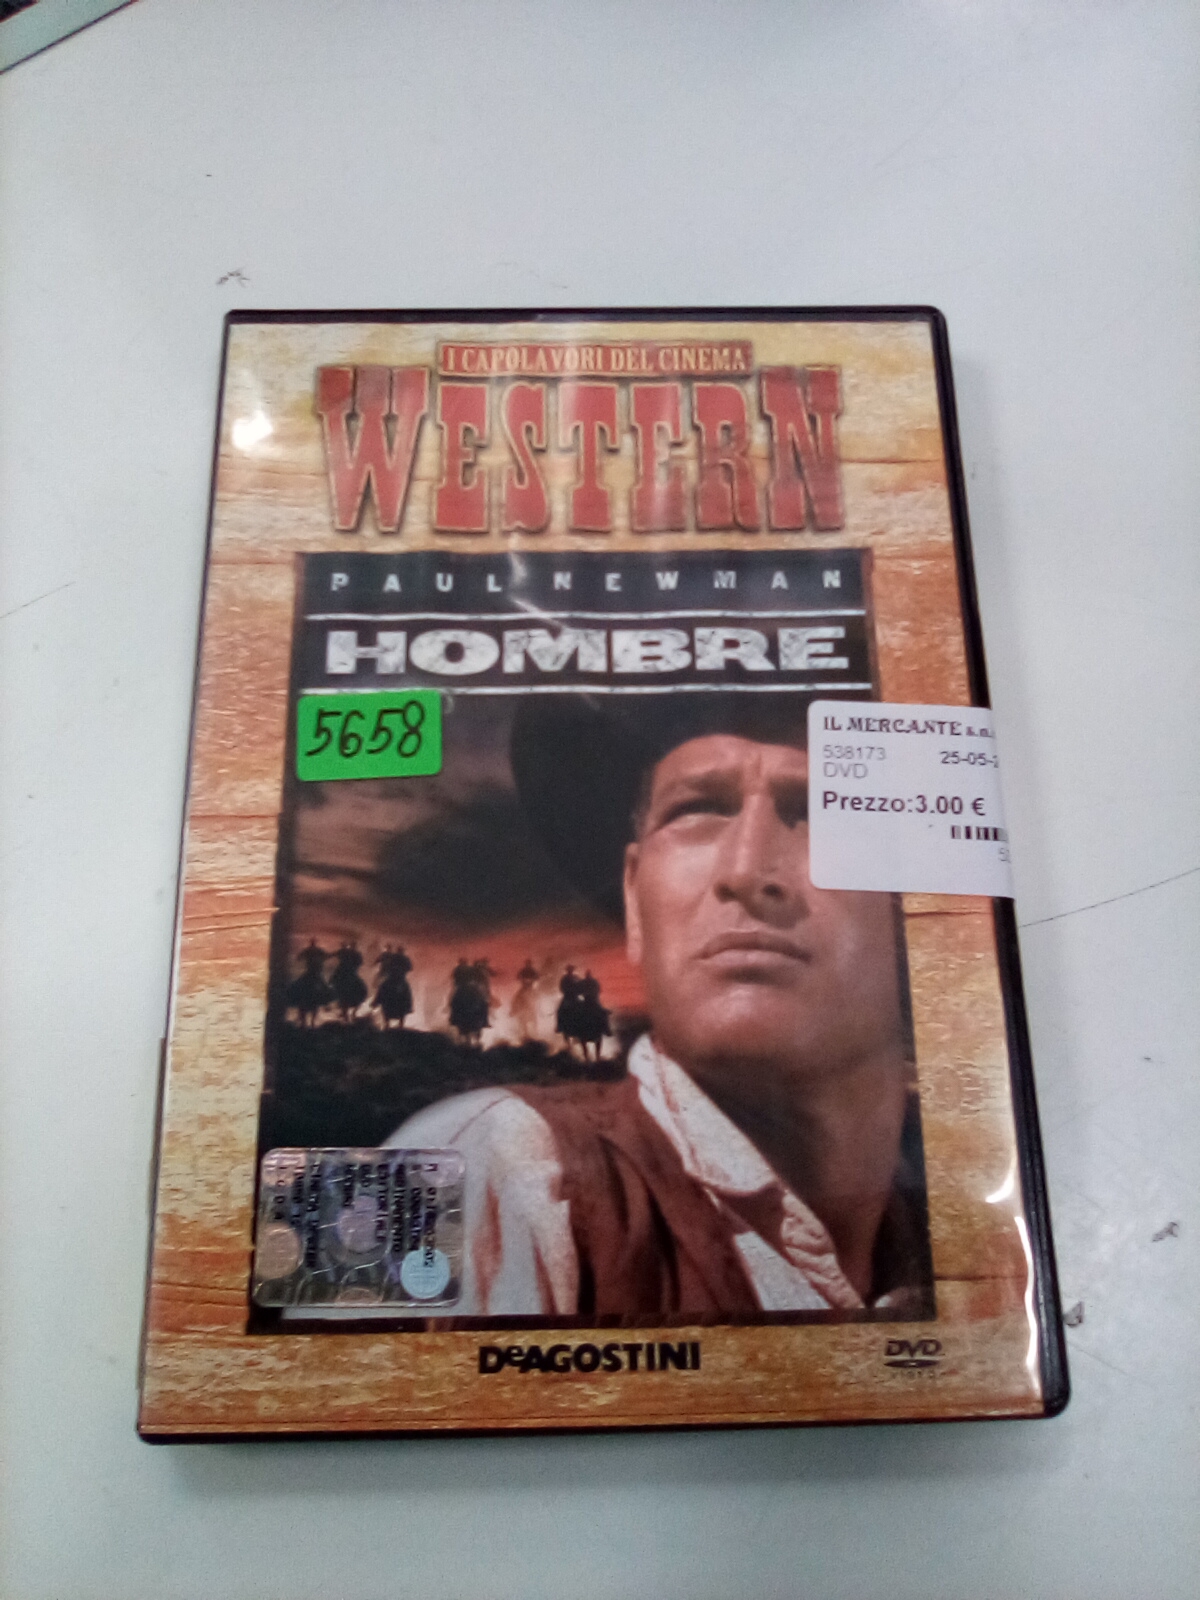 I CAPOLAVORI DEL CINEMA
WESTERN
PAUL NEWMAN
HOMBRE
5658
IL MERCANTE s.n.
538173
25-05-2
DVD
Prezzo:3.00 €
DeAGOSTINI
DVD
VIDEO